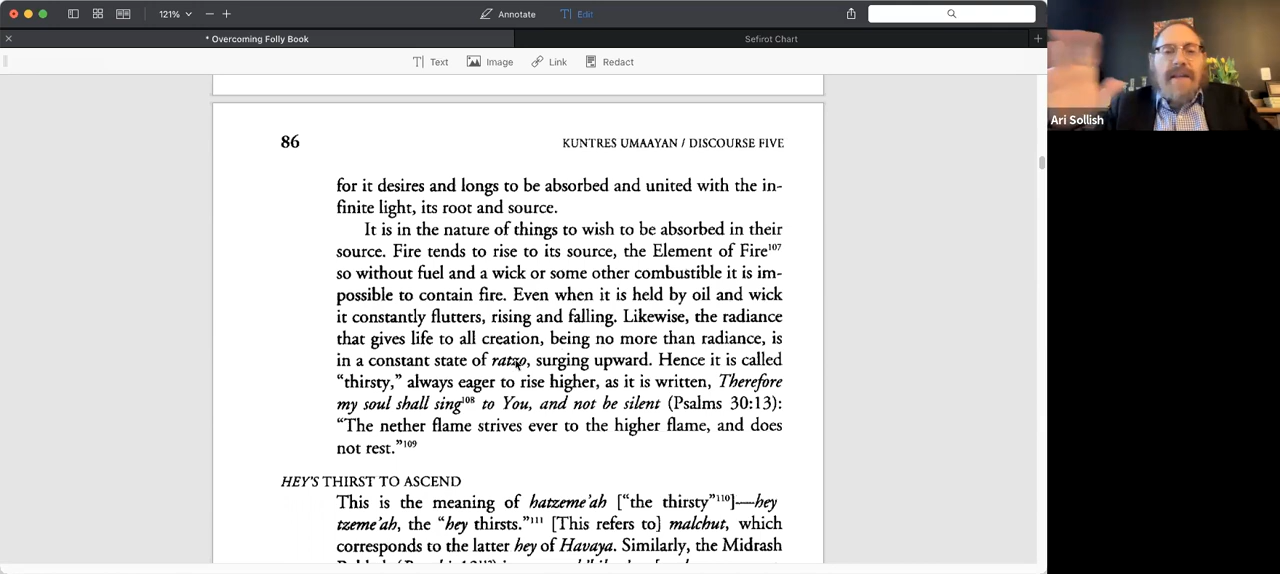 121%
Annotate
Edit
* Overcoming Folly Book
Sefirot Chart
Text
Image
Link
Redact
Ari Sollish
86
KUNTRES UMAAYAN / DISCOURSE FIVE
for it desires and longs to be absorbed and united with the in-
finite light, its root and source.
It is in the nature of things to wish to be absorbed in their
source. Fire tends to rise to its source, the Element of Fire107
so without fuel and a wick or some other combustible it is im-
possible to contain fire. Even when it is held by oil and wick
it constantly flutters, rising and falling. Likewise, the radiance
that gives life to all creation, being no more than radiance, is
in a constant state of ratzo, surging upward. Hence it is called
“thirsty,” always eager to rise higher, as it is written, Therefore
my soul shall sing108 to You, and not be silent (Psalms 30:13):
“The nether flame strives ever to the higher flame, and does
not rest.”109
HEY'S THIRST TO ASCEND
This is the meaning of hatzeme'ah [“the thirsty”110]—hey
tzeme'ah, the “hey thirsts.”111 [This refers to] malchut, which
corresponds to the latter hey of Havaya. Similarly, the Midrash